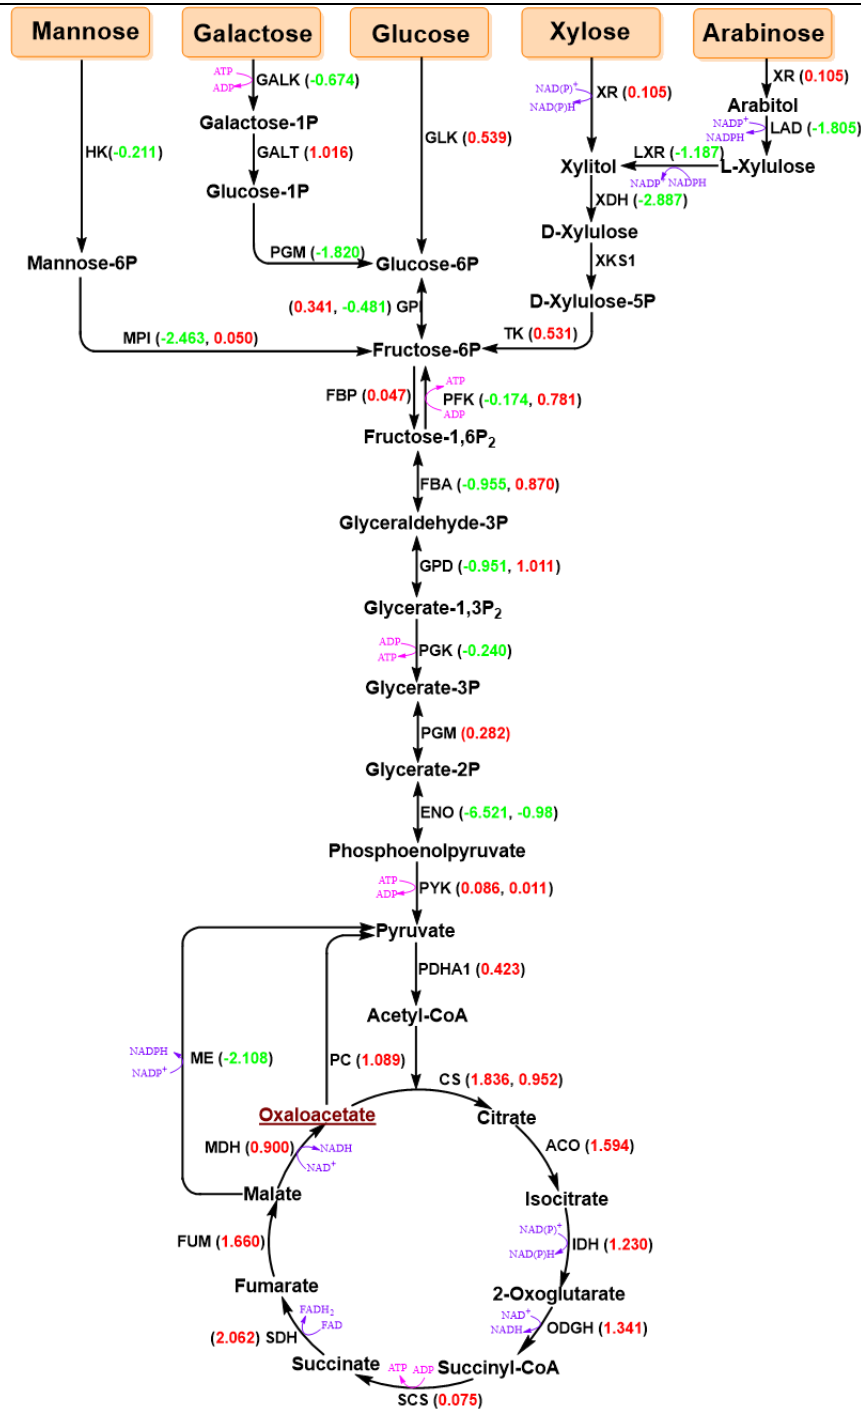 Mannose Galactose Glucose Xylose Arabinose
ATP
ADP
GALK (-0.674)
NAD(P)+
NAD(P)H
XR (0.105)
XR (0.105)
Arabitol
Galactose-1P
NADP+
NADPH
LAD (-1.805)
HK(-0.211)
GALT (1.016)
GLK (0.539)
LXR (-1.187)
Xylitol
L-Xylulose
NADP+ NADPH
Glucose-1P
XDH (-2.887)
D-Xylulose
PGM (-1.820)
Mannose-6P
Glucose-6P
XKS1
D-Xylulose-5P
(0.341, -0.481) GPI
MPI (-2.463, 0.050)
TK (0.531)
Fructose-6P
FBP (0.047)
ATP
ADP
PFK (-0.174, 0.781)
Fructose-1,6P2
FBA (-0.955, 0.870)
Glyceraldehyde-3P
GPD (-0.951, 1.011)
Glycerate-1,3P2
ADP
ATP
PGK (-0.240)
Glycerate-3P
PGM (0.282)
Glycerate-2P
ENO (-6.521, -0.98)
Phosphoenolpyruvate
ATP
ADP
PYK (0.086, 0.011)
Pyruvate
PDHA1 (0.423)
Acetyl-CoA
NADPH
NADP+
ME (-2.108)
PC (1.089)
CS (1.836, 0.952)
Oxaloacetate
Citrate
MDH (0.900)
NADH
NAD+
ACO (1.594)
Malate
Isocitrate
FUM (1.660)
NAD(P)+
NAD(P)H
IDH (1.230)
Fumarate
2-Oxoglutarate
FADH2
FAD
NAD+
NADH
ODGH (1.341)
(2.062) SDH
Succinate
ATP ADP
Succinyl-CoA
SCS (0.075)